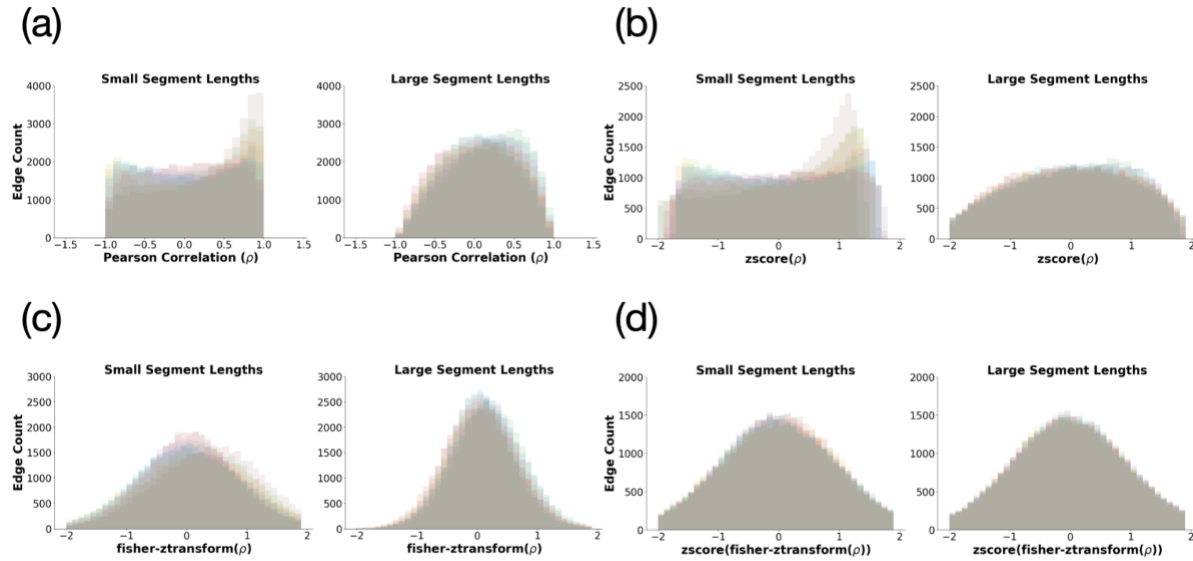 (a)
Small Segment Lengths
Large Segment Lengths
4000
3000
2000
1000
0
Edge Count
−1.5 −1.0 −0.5 0.0 0.5 1.0 1.5
Pearson Correlation (ρ)
4000
3000
2000
1000
0
−1.5 −1.0 −0.5 0.0 0.5 1.0 1.5
Pearson Correlation (ρ)
(b)
Small Segment Lengths
Large Segment Lengths
2500
2000
1500
1000
500
0
Edge Count
−2 −1 0 1 2
zscore(ρ)
2500
2000
1500
1000
500
0
−2 −1 0 1 2
zscore(ρ)
(c)
Small Segment Lengths
Large Segment Lengths
3000
2500
2000
1500
1000
500
0
Edge Count
−2 −1 0 1 2
fisher-ztransform(ρ)
3000
2500
2000
1500
1000
500
0
−2 −1 0 1 2
fisher-ztransform(ρ)
(d)
Small Segment Lengths
Large Segment Lengths
2000
1500
1000
500
0
Edge Count
−2 −1 0 1 2
zscore(fisher-ztransform(ρ))
2000
1500
1000
500
0
−2 −1 0 1 2
zscore(fisher-ztransform(ρ))